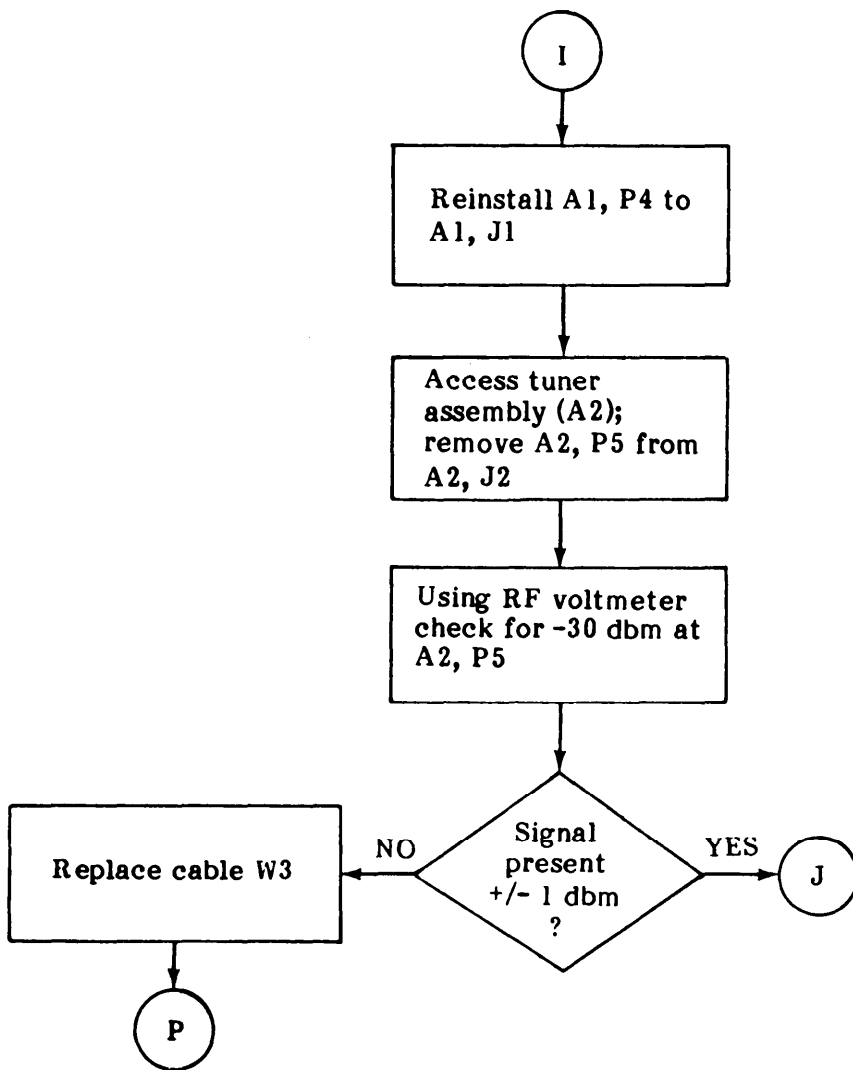 I
Reinstall A1, P4 to
A1, J1
Access tuner
assembly (A2);
remove A2, P5 from
A2, J2
Using RF voltmeter
check for -30 dbm at
A2, P5
Signal
present
+/- 1 dbm
?
NO
YES
Replace cable W3
J
P